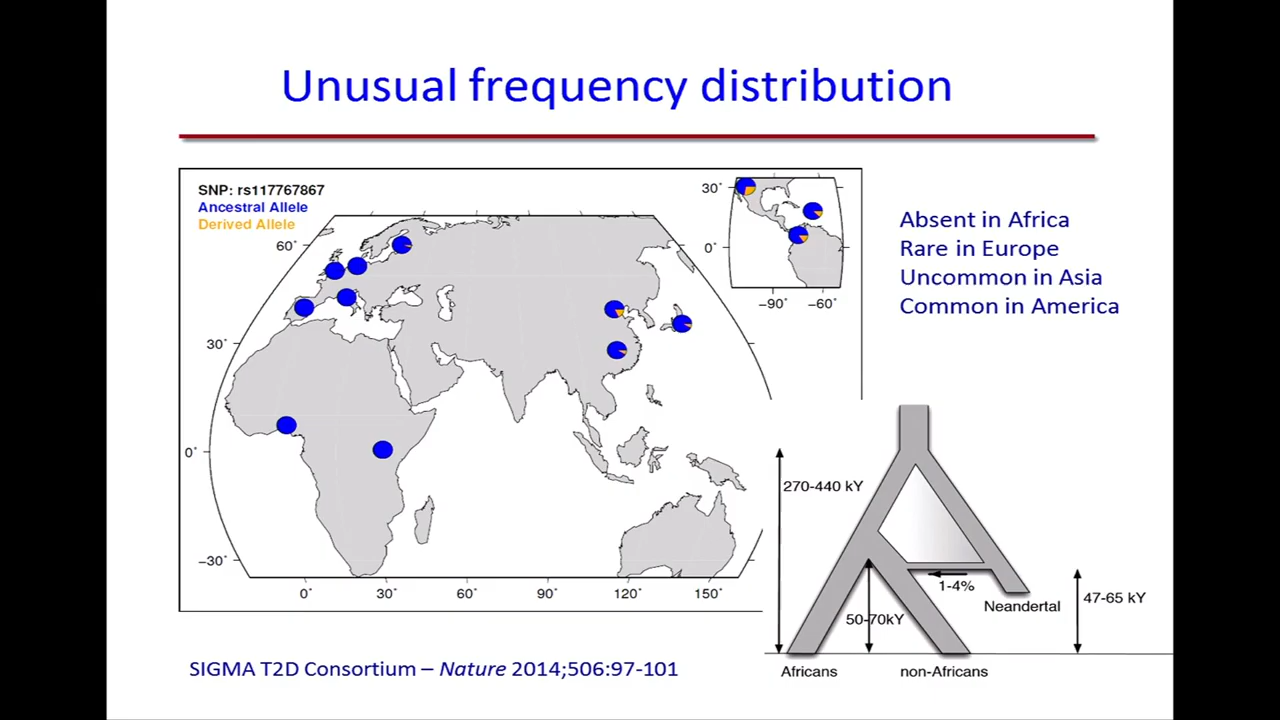 Unusual frequency distribution
SNP: rs117767867
Ancestral Allele
Derived Allele
60˚
30˚
0˚
−30˚
0˚
30˚
60˚
90˚
120˚
150˚
30˚
0˚
−90˚
−60˚
Absent in Africa
Rare in Europe
Uncommon in Asia
Common in America
270-440 kY
1-4%
Neandertal
47-65 kY
50-70kY
Africans
non-Africans
SIGMA T2D Consortium – Nature 2014;506:97-101